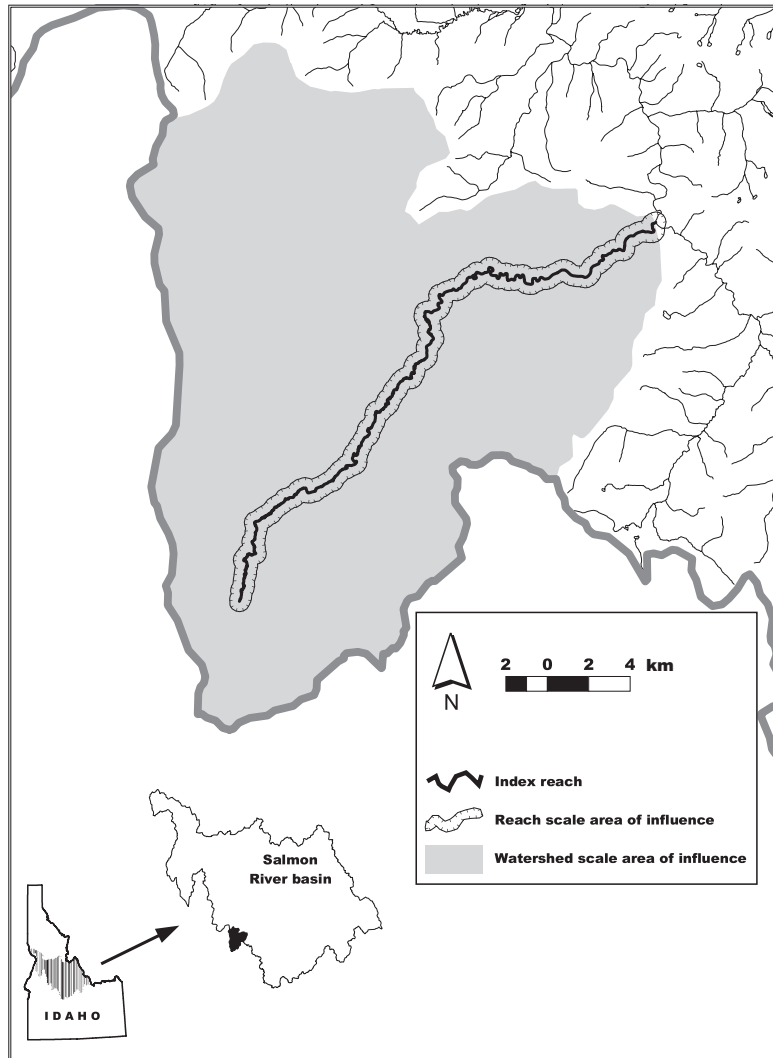 2 0 2 4 km
N
Index reach
Reach scale area of influence
Watershed scale area of influence
Salmon
River basin
IDAHO